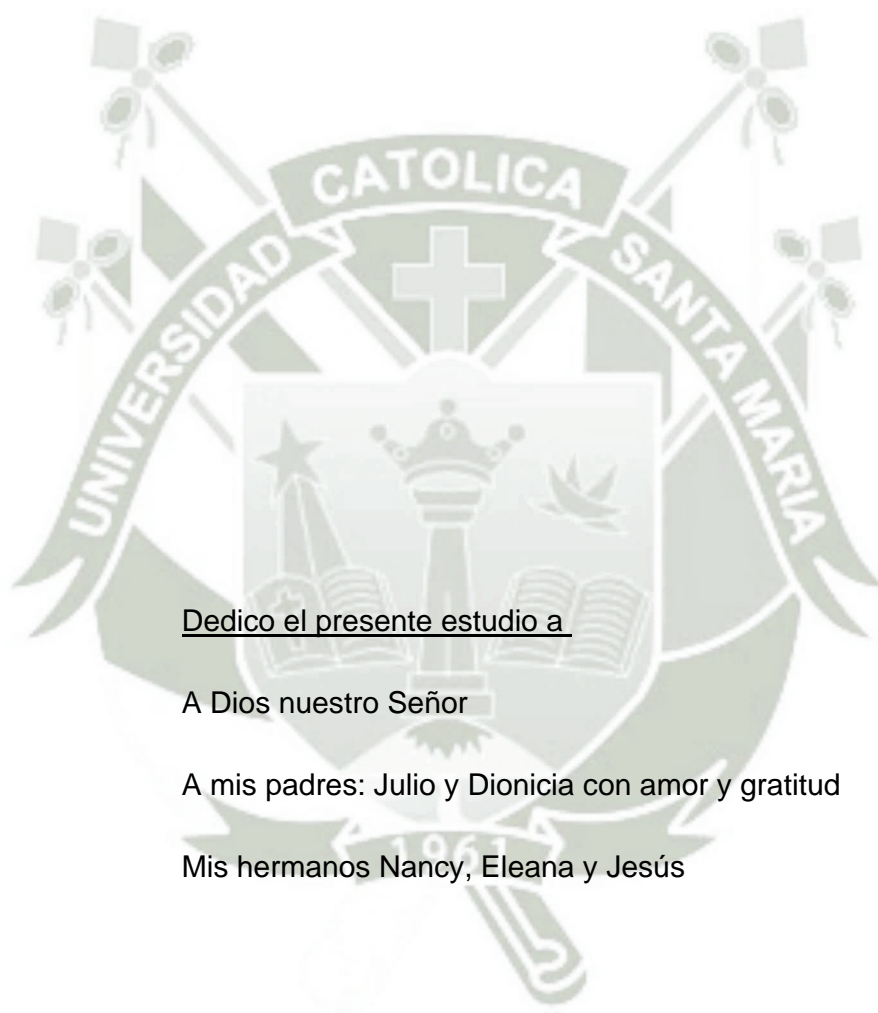 UNIVERSIDAD CATOLICA SANTA MARIA
Dedico el presente estudio a
A Dios nuestro Señor
A mis padres: Julio y Dionicia con amor y gratitud
1961
Mis hermanos Nancy, Eleana y Jesús